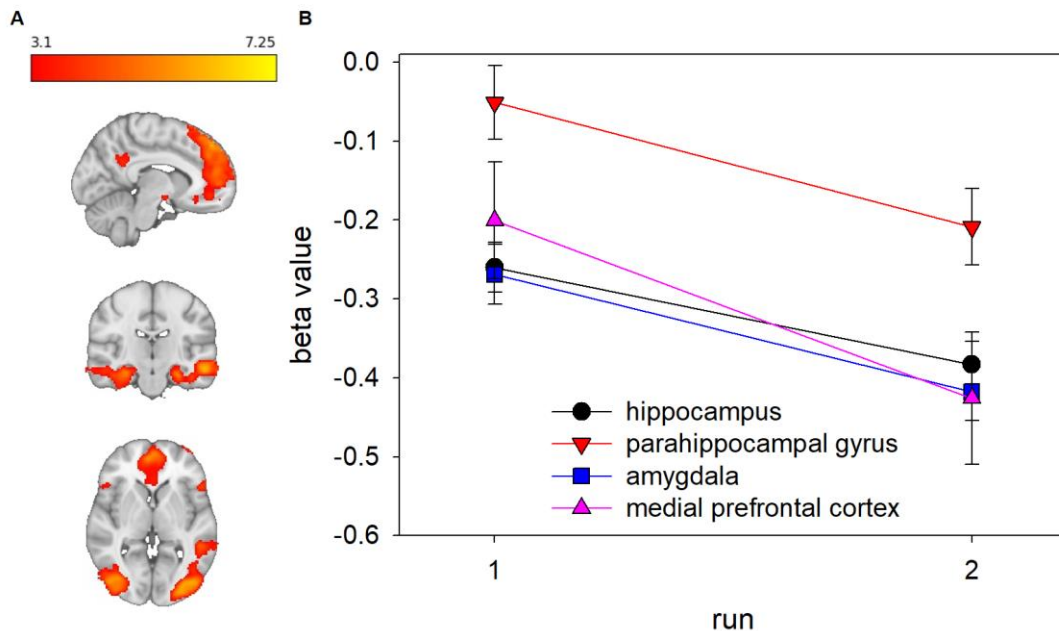 A
3.1 7.25
B
0.0
-0.1
-0.2
-0.3
-0.4
-0.5
-0.6
beta value
hippocampus
parahippocampal gyrus
amygdala
medial prefrontal cortex
1 2
run